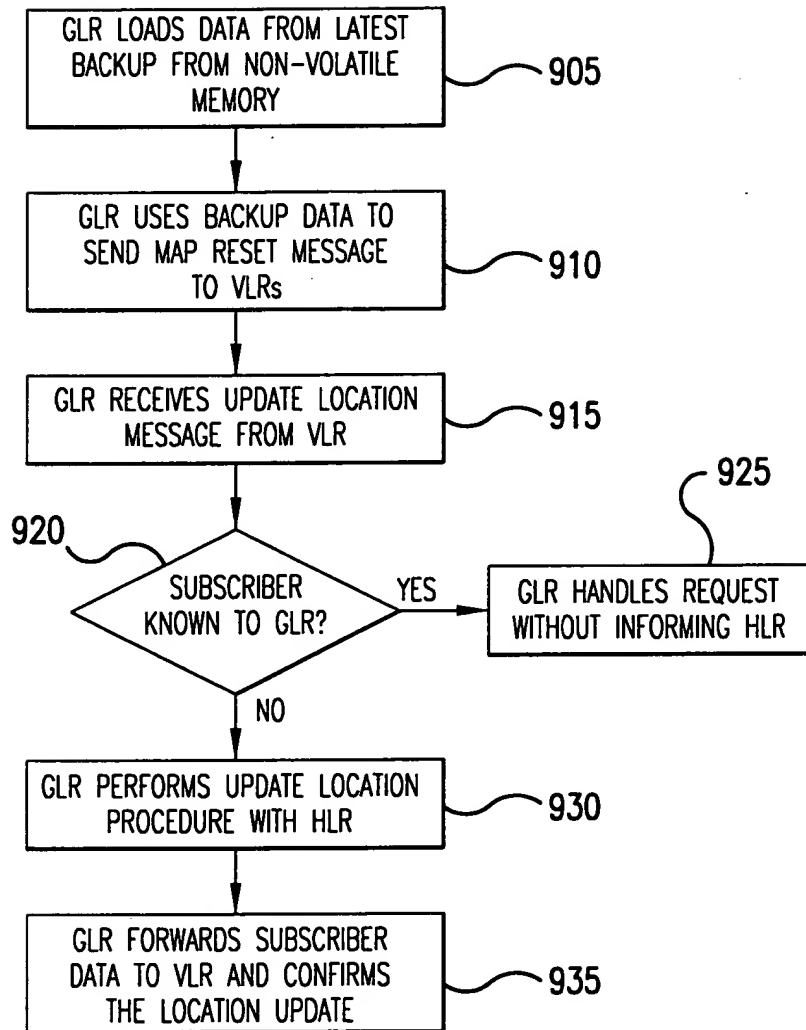 GLR LOADS DATA FROM LATEST
BACKUP FROM NON-VOLATILE
MEMORY
905
GLR USES BACKUP DATA TO
SEND MAP RESET MESSAGE
TO VLRs
910
GLR RECEIVES UPDATE LOCATION
MESSAGE FROM VLR
915
920
SUBSCRIBER
KNOWN TO GLR?
YES
925
GLR HANDLES REQUEST
WITHOUT INFORMING HLR
NO
GLR PERFORMS UPDATE LOCATION
PROCEDURE WITH HLR
930
GLR FORWARDS SUBSCRIBER
DATA TO VLR AND CONFIRMS
THE LOCATION UPDATE
935